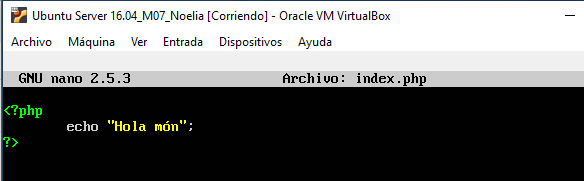 Ubuntu Server 16.04_M07_Noelia [Corriendo] - Oracle VM VirtualBox
Archivo Máquina Ver Entrada Dispositivos Ayuda
GNU nano 2.5.3 Archivo: index.php
<?php
echo "Hola món";
?>